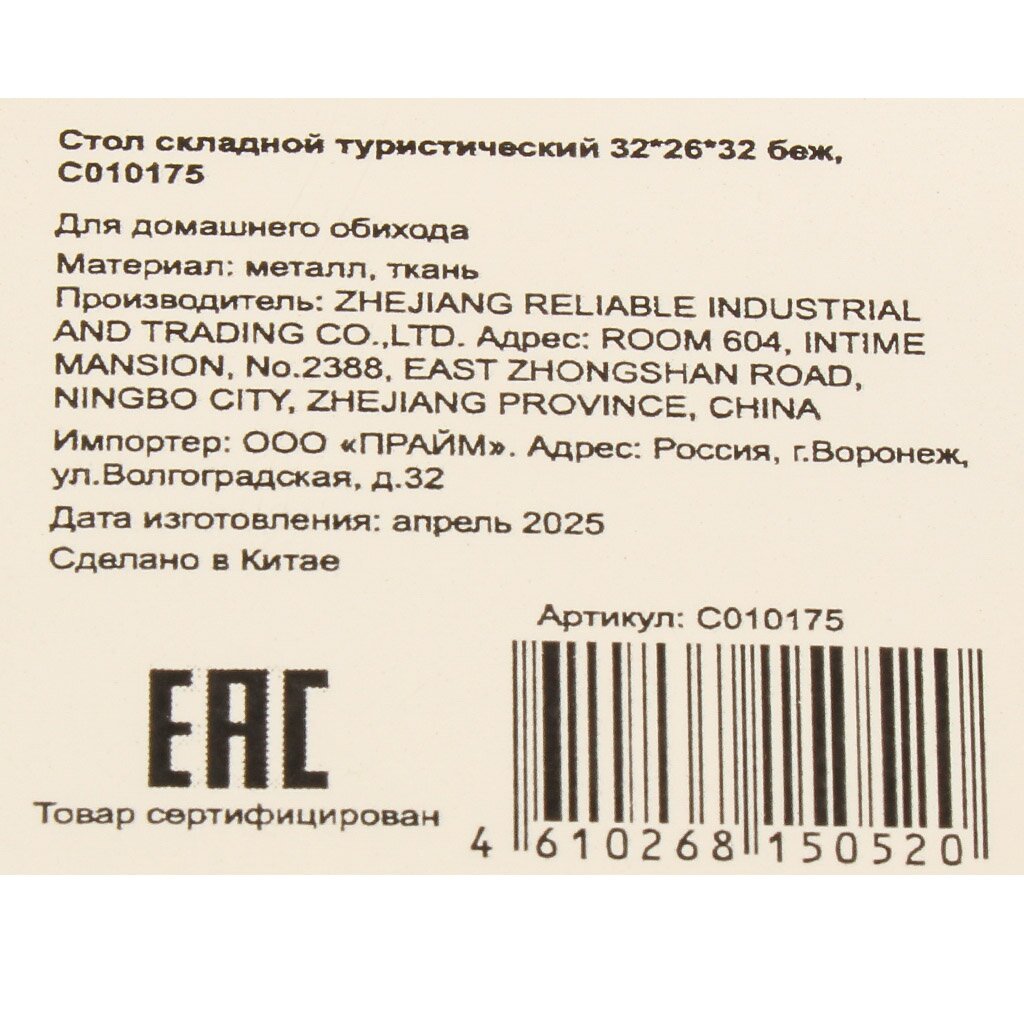 Стол складной туристический 32*26*32 беж,
С010175
Для домашнего обихода
Материал: металл, ткань
Производитель: ZHEJIANG RELIABLE INDUSTRIAL
AND TRADING CO.,LTD. Адрес: ROOM 604, INTIME
MANSION, No.2388, EAST ZHONGSHAN ROAD,
NINGBO CITY, ZHEJIANG PROVINCE, CHINA
Импортер: ООО «ПРАЙМ». Адрес: Россия, г.Воронеж,
ул.Волгоградская, д.32
Дата изготовления: апрель 2025
Сделано в Китае
Артикул: С010175
EAC
Товар сертифицирован
4 610268 150520